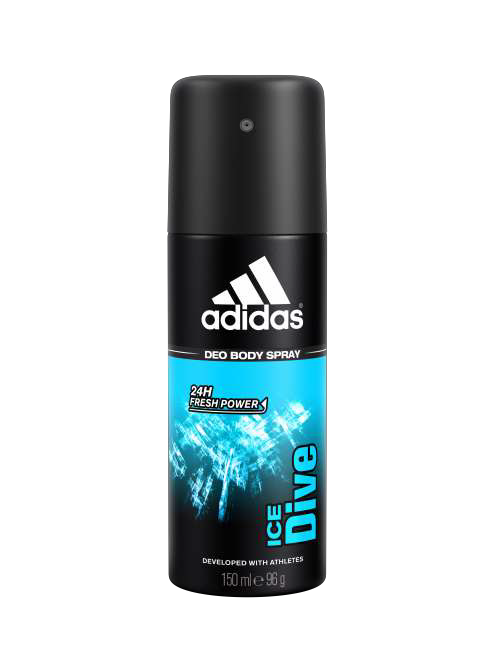 adidas®
DEO BODY SPRAY
24H
FRESH POWER
ICE
Dive
DEVELOPED WITH ATHLETES
150 ml ℮ 96 g